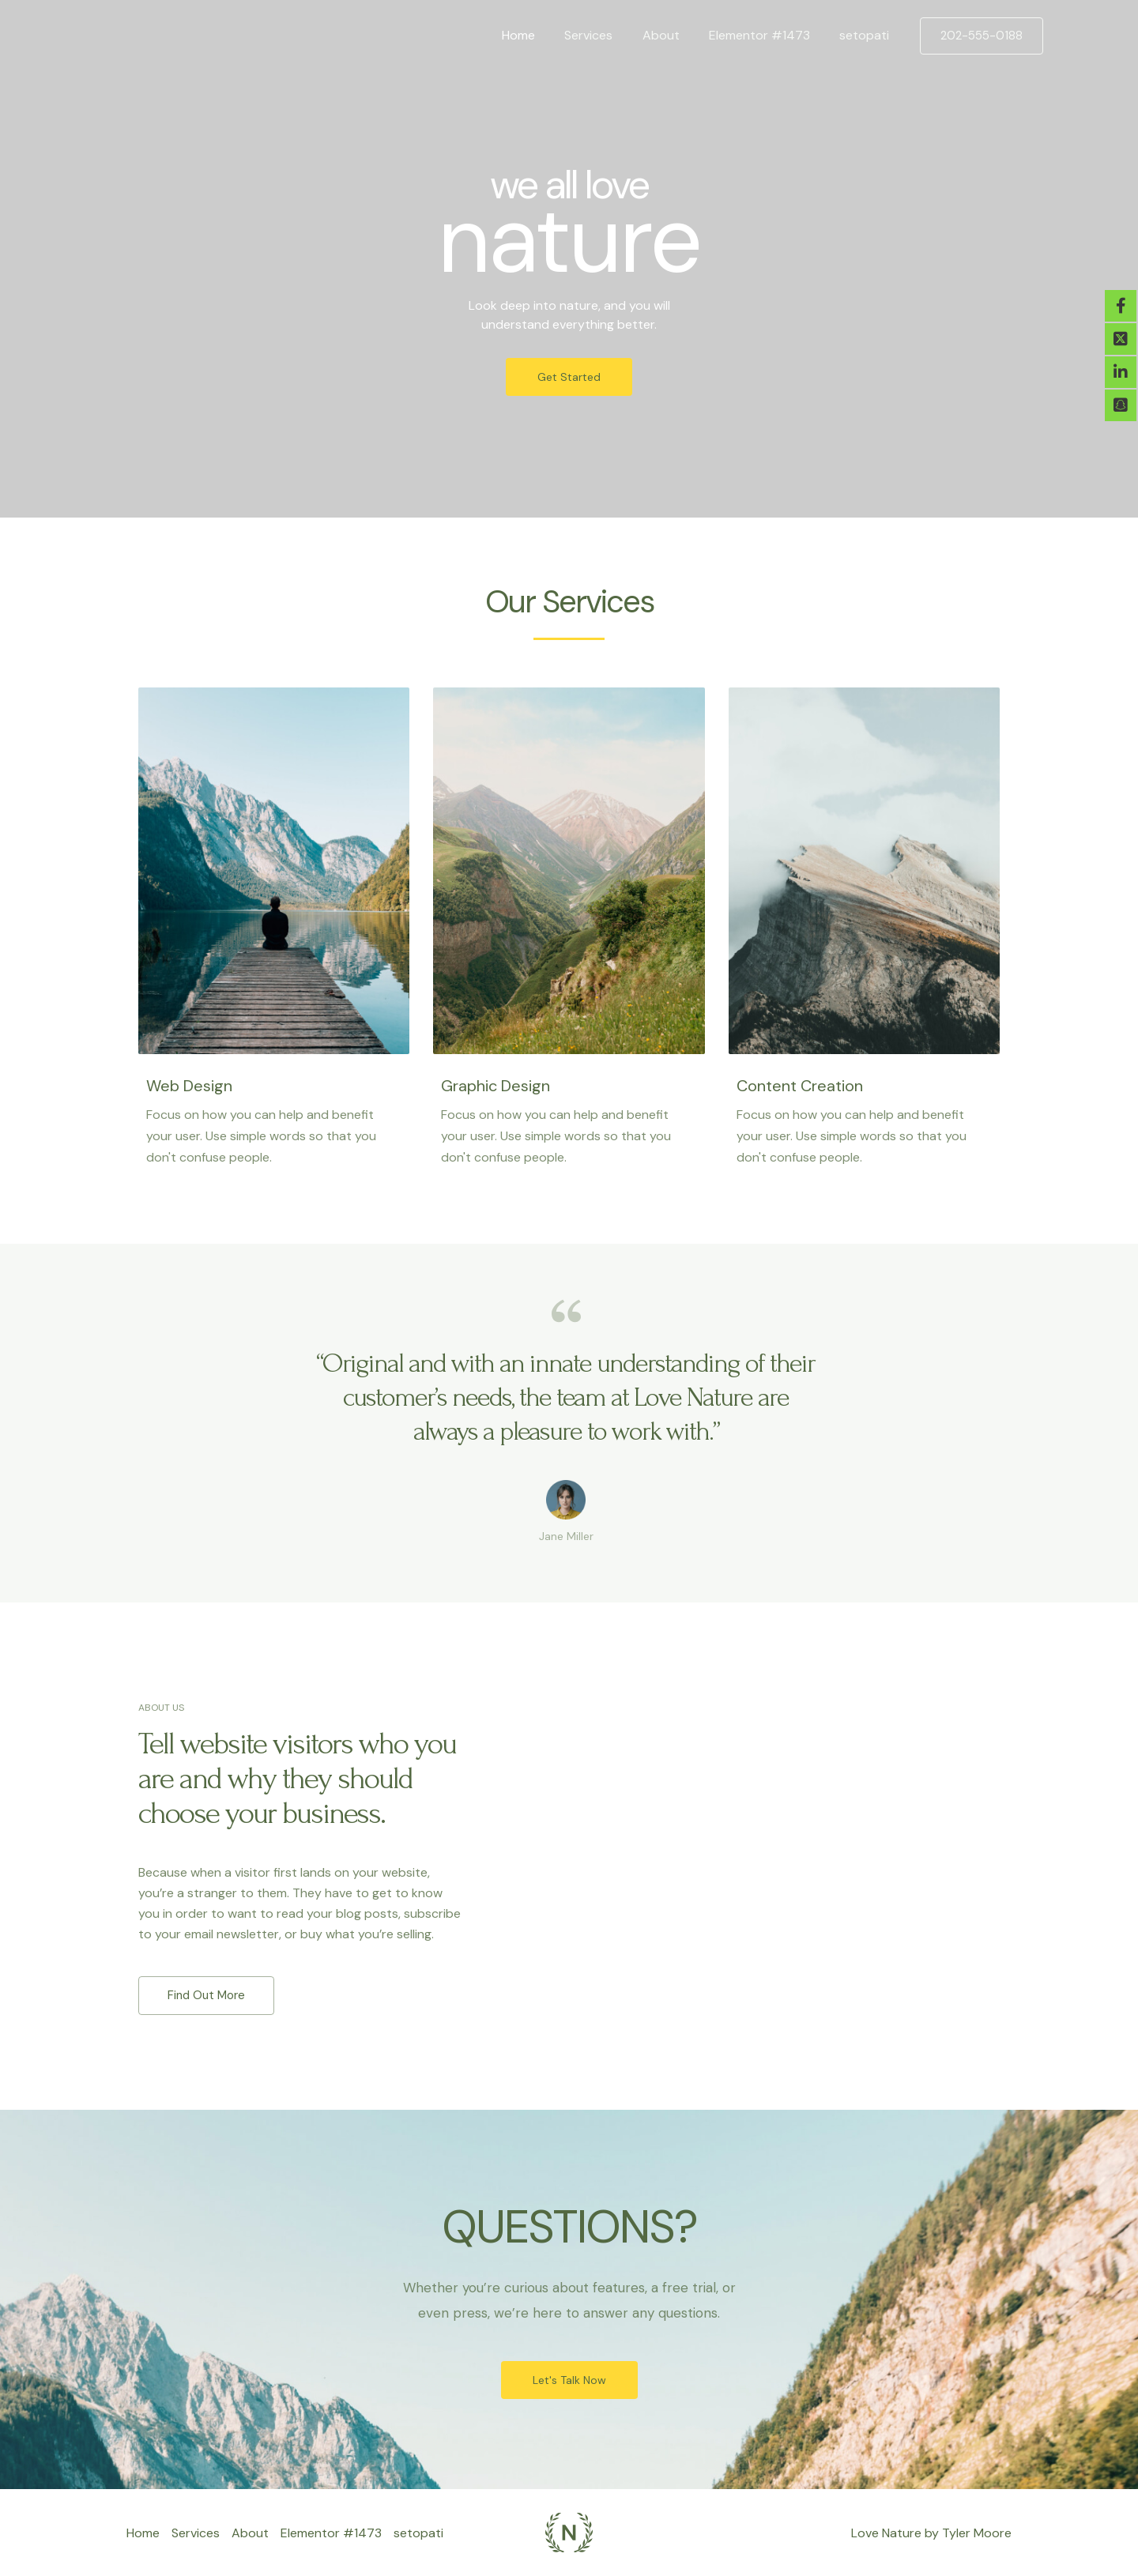 Home Services About Elementor #1473 setopati 202-555-0188
we all love
nature
Look deep into nature, and you will
understand everything better.
Get Started
Our Services
Web Design
Focus on how you can help and benefit
your user. Use simple words so that you
don't confuse people.
Graphic Design
Focus on how you can help and benefit
your user. Use simple words so that you
don't confuse people.
Content Creation
Focus on how you can help and benefit
your user. Use simple words so that you
don't confuse people.
“Original and with an innate understanding of their
customer’s needs, the team at Love Nature are
always a pleasure to work with.”
Jane Miller
ABOUT US
Tell website visitors who you
are and why they should
choose your business.
Because when a visitor first lands on your website,
you’re a stranger to them. They have to get to know
you in order to want to read your blog posts, subscribe
to your email newsletter, or buy what you’re selling.
Find Out More
QUESTIONS?
Whether you’re curious about features, a free trial, or
even press, we’re here to answer any questions.
Let's Talk Now
Home Services About Elementor #1473 setopati
N
Love Nature by Tyler Moore